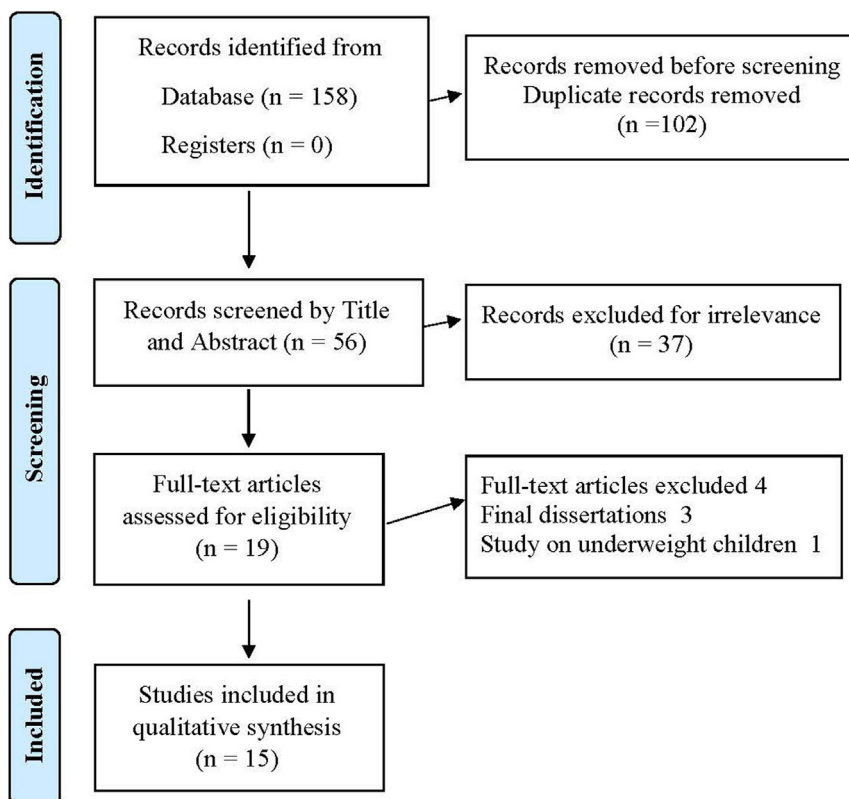 Identification
Records identified from
Database (n = 158)
Registers (n = 0)
Records removed before screening
Duplicate records removed
(n =102)
Screening
Records screened by Title
and Abstract (n = 56)
Records excluded for irrelevance
(n = 37)
Full-text articles
assessed for eligibility
(n = 19)
Full-text articles excluded 4
Final dissertations 3
Study on underweight children 1
Included
Studies included in
qualitative synthesis
(n = 15)